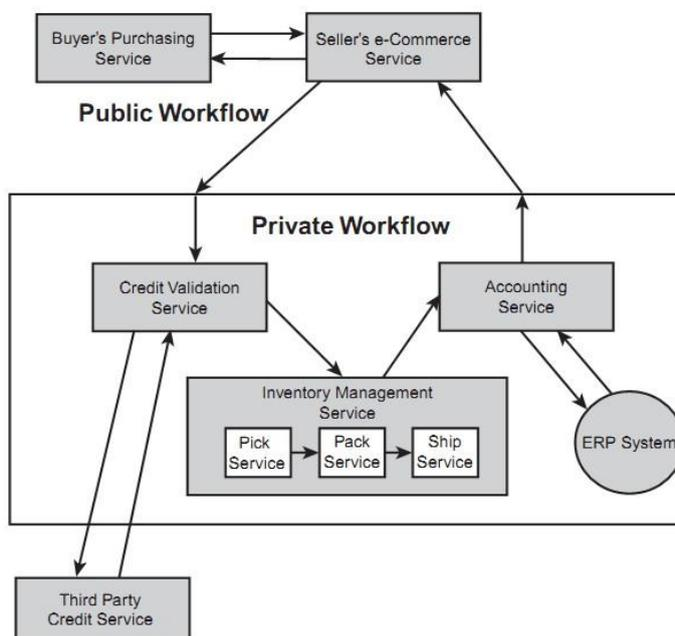 Buyer's Purchasing
Service
Seller's e-Commerce
Service
Public Workflow
Private Workflow
Credit Validation
Service
Accounting
Service
Inventory Management
Service
Pick
Service
Pack
Service
Ship
Service
ERP System
Third Party
Credit Service